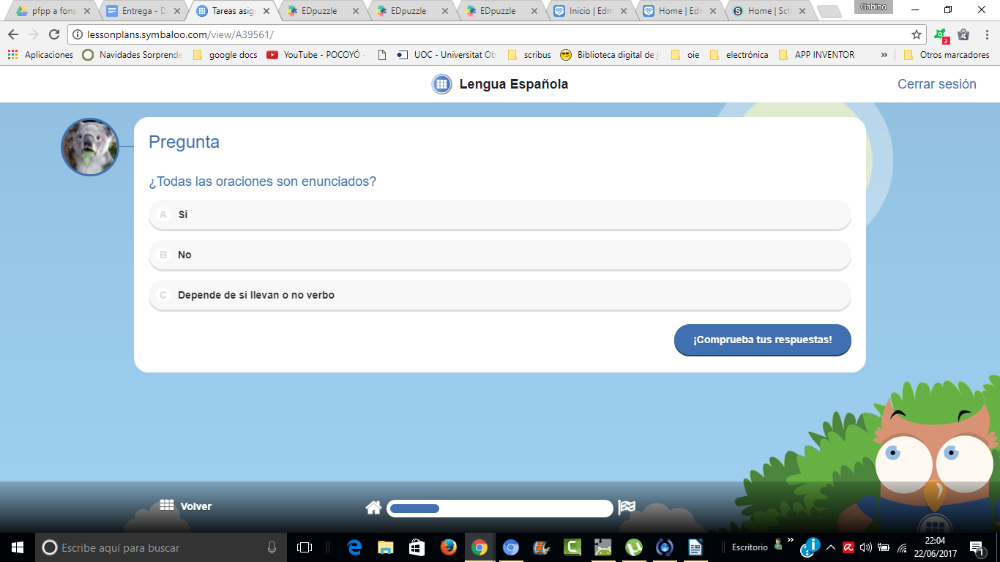 pfpp a fons
Entrega - D
Tareas asig
EDpuzzle
EDpuzzle
EDpuzzle
Inicio | Edm
Home | Edm
Home | Sch
Gabino
lessonplans.symbaloo.com/view/A39561/
2
Aplicaciones
Navidades Sorprende
google docs
YouTube - POCOYÓ -
UOC - Universitat Ob
scribus
Biblioteca digital de jl
oie
electrónica
APP INVENTOR
»
Otros marcadores
Lengua Española
Cerrar sesión
Pregunta
¿Todas las oraciones son enunciados?
A Sí
B No
C Depende de si llevan o no verbo
¡Comprueba tus respuestas!
Volver
Escribe aquí para buscar
Escritorio
»
22:04
22/06/2017
1